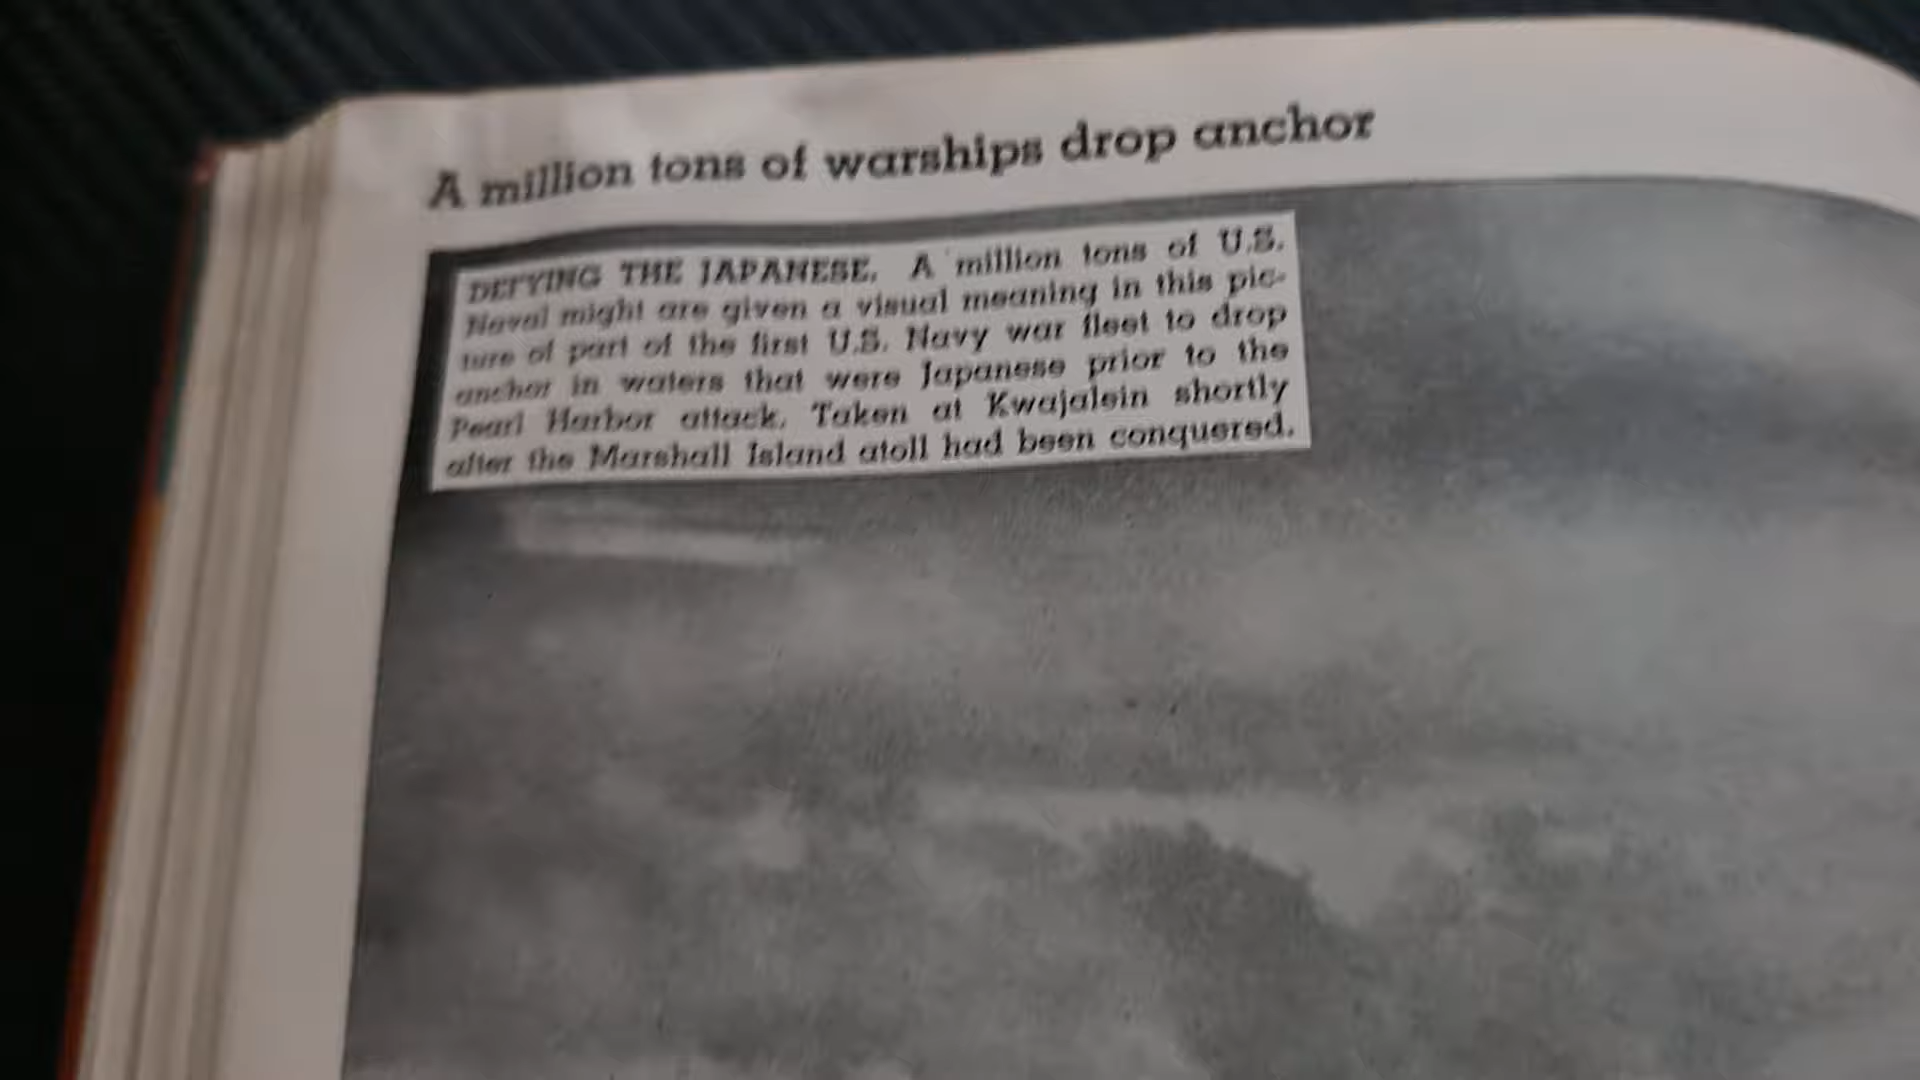 A million tons of warships drop anchor
DEFYING THE JAPANESE. A million tons of U.S.
Naval might are given a visual meaning in this pic-
ture of part of the first U.S. Navy war fleet to drop
anchor in waters that were Japanese prior to the
Pearl Harbor attack. Taken at Kwajalein shortly
after the Marshall Island atoll had been conquered.